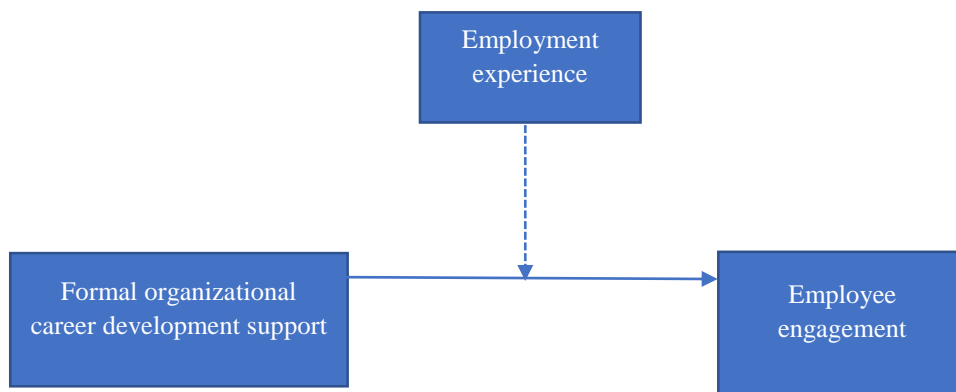 Employment
experience
Formal organizational
career development support
Employee
engagement